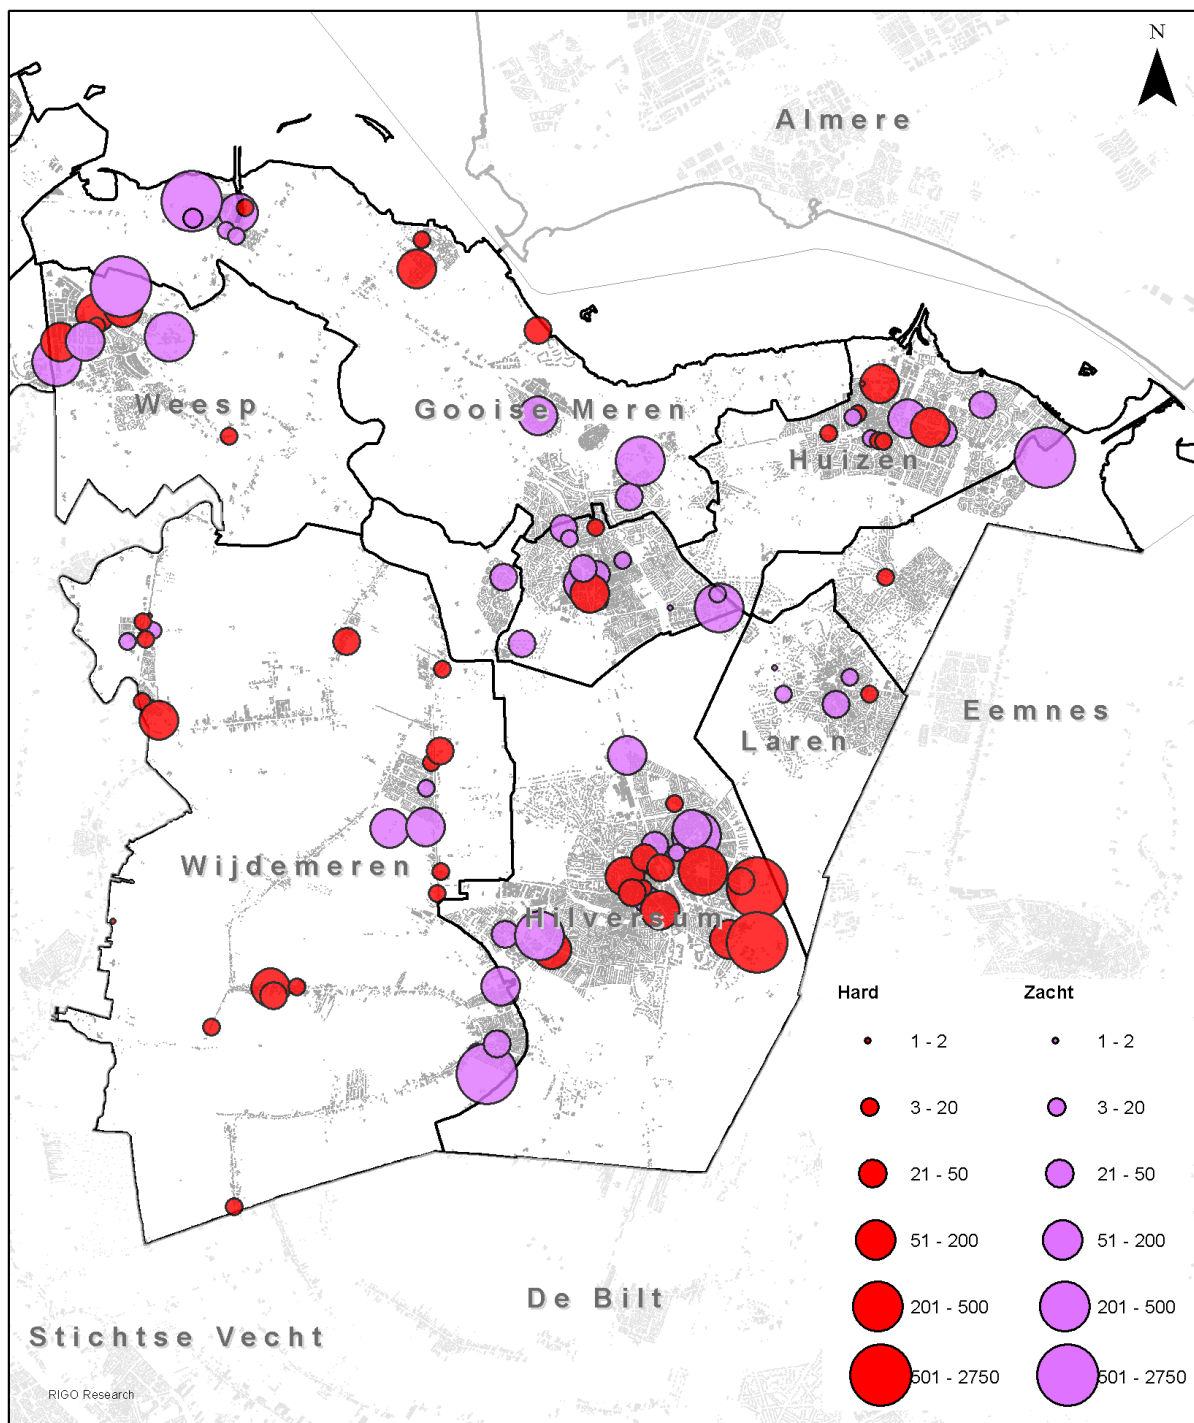 N
Almere
Weesp
Gooise Meren
Huizen
Laren
Eemnes
Wijdemeren
Hilversum
Hard Zacht
1 - 2 1 - 2
3 - 20 3 - 20
21 - 50 21 - 50
51 - 200 51 - 200
201 - 500 201 - 500
501 - 2750 501 - 2750
De Bilt
Stichtse Vecht
RIGO Research